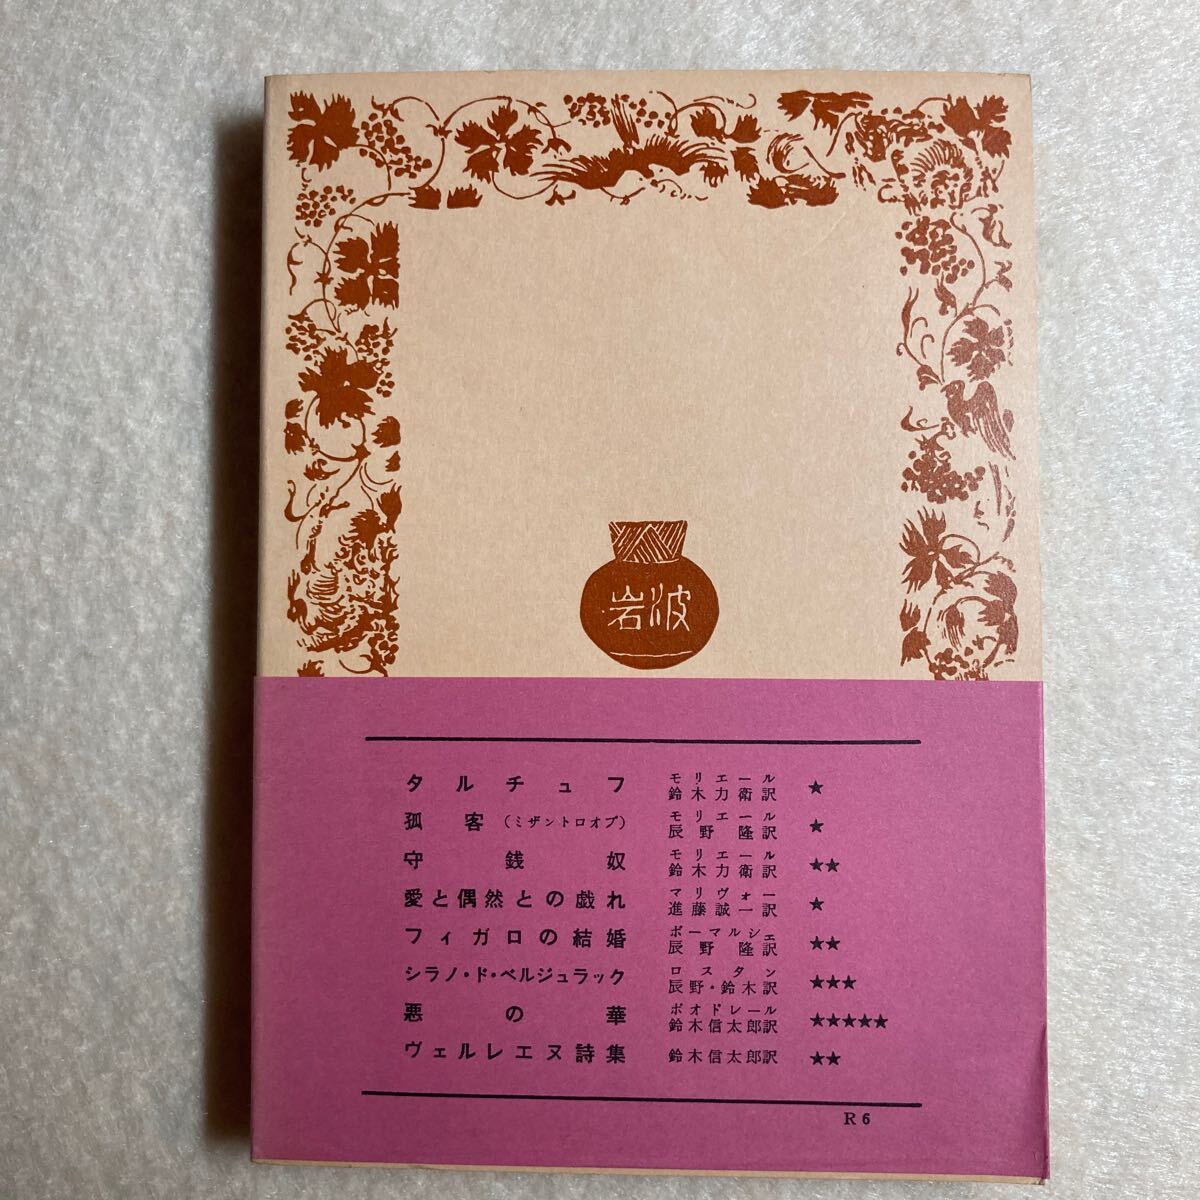 岩波
タルチュフ モリエール 鈴木力衛訳 ★
孤客(ミザントロオプ) モリエール 辰野隆訳 ★
守銭奴 モリエール 鈴木力衛訳 ★★
愛と偶然との戯れ マリヴォー 進藤誠一訳 ★
フィガロの結婚 ボーマルシェ 辰野隆訳 ★★
シラノ・ド・ベルジュラック ロスタン 辰野・鈴木訳 ★★★
悪の華 ボオドレール 鈴木信太郎訳 ★★★★★
ヴェルレエヌ詩集 鈴木信太郎訳 ★★
R 6